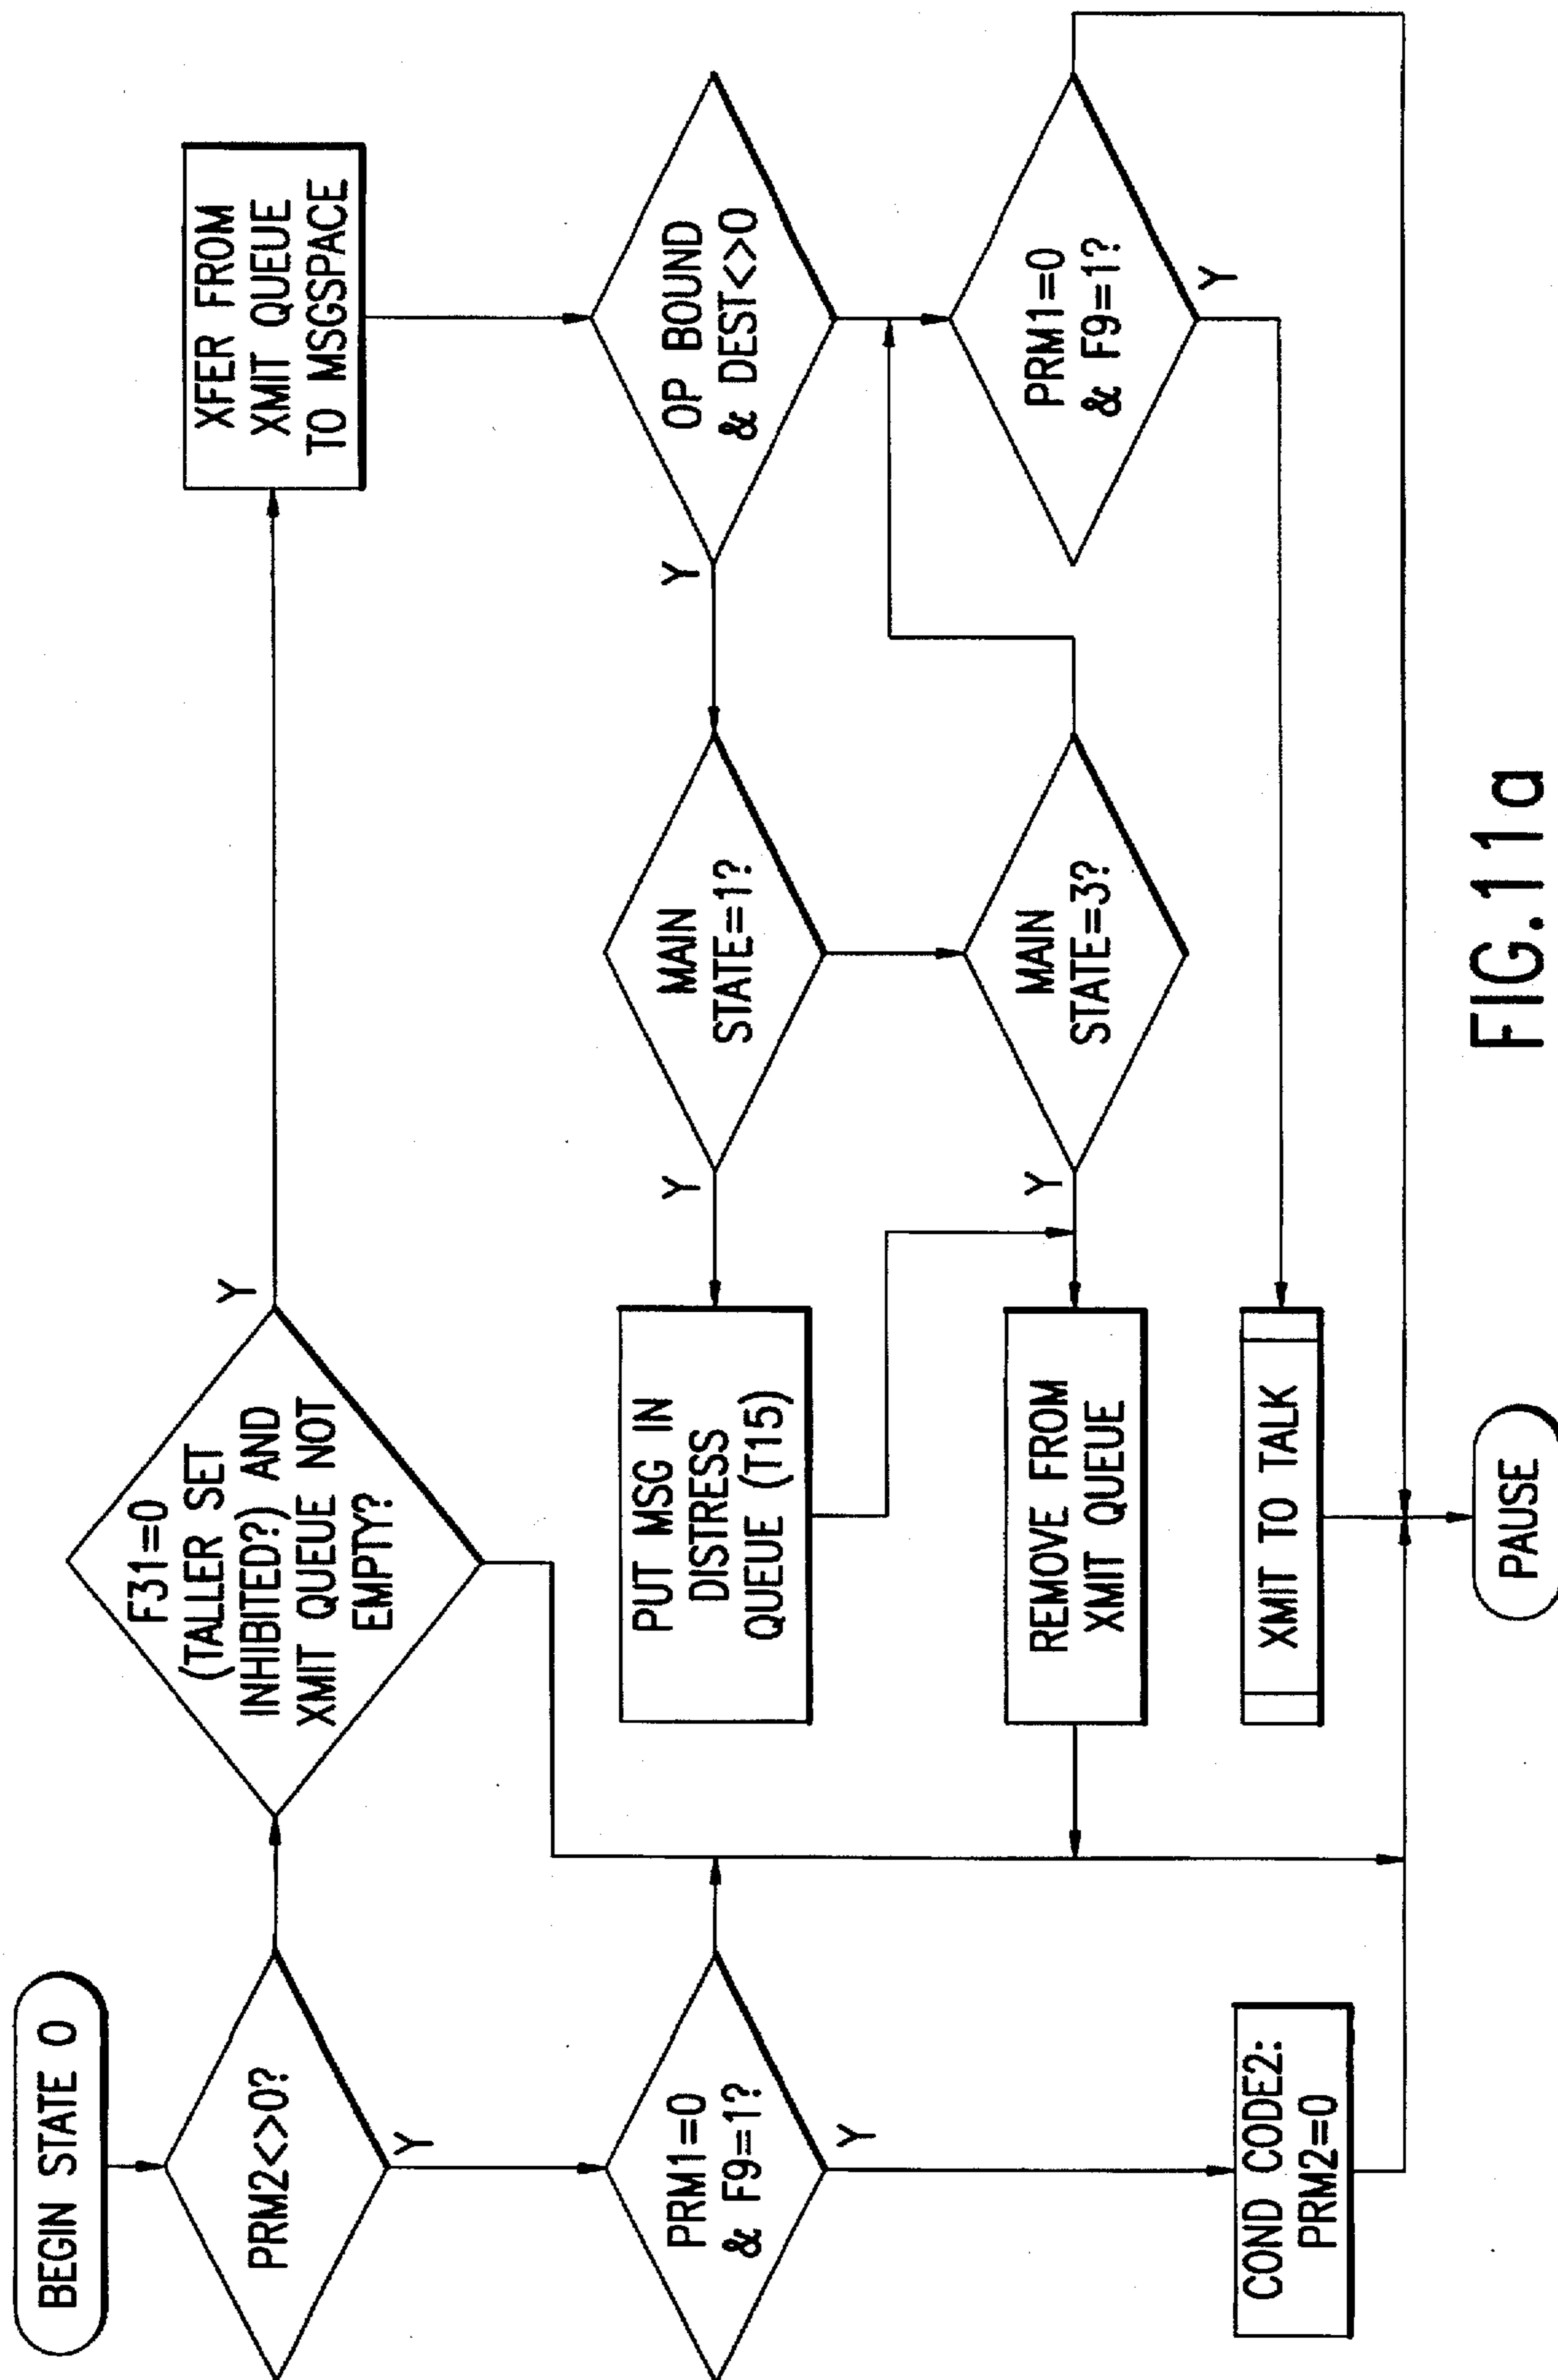 BEGIN STATE 0
PRM2<>0?
Y
PRM1=0
& F9=1?
Y
COND CODE2:
PRM2=0
F31=0
(TALLER SET
INHIBITED?) AND
XMIT QUEUE NOT
EMPTY?
Y
XFER FROM
XMIT QUEUE
TO MSGSPACE
OP BOUND
& DEST<>0
Y
MAIN
STATE=1?
Y
PUT MSG IN
DISTRESS
QUEUE (T15)
MAIN
STATE=3?
Y
REMOVE FROM
XMIT QUEUE
PRM1=0
& F9=1?
Y
XMIT TO TALK
PAUSE
FIG.11a